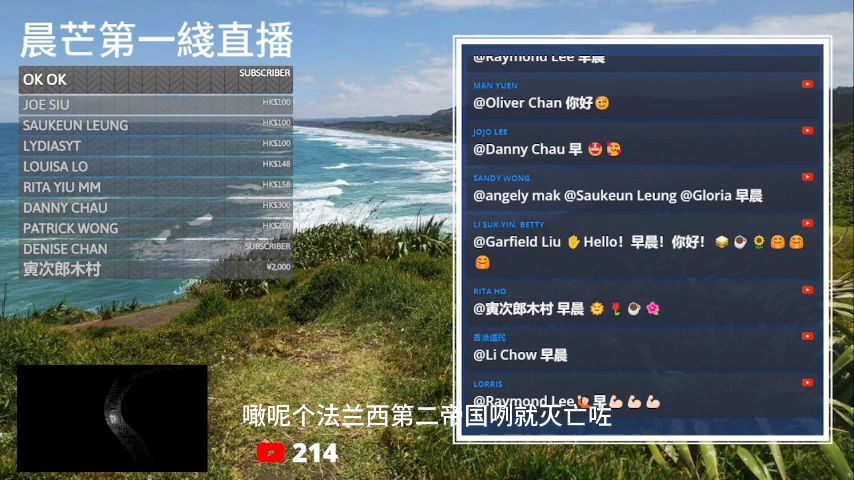 晨芒第一綫直播
OK OK SUBSCRIBER
JOE SIU HK$100
SAUKEUN LEUNG HK$100
LYDIASYT HK$100
LOUISA LO HK$148
RITA YIU MM HK$158
DANNY CHAU HK$300
PATRICK WONG HK$250
DENISE CHAN SUBSCRIBER
寅次郎木村 ¥2,000
@Raymond Lee 早晨
MAN YUEN
@Oliver Chan 你好😊
JOJO LEE
@Danny Chau 早 🤩 🥰
SANDY WONG
@angely mak @Saukeun Leung @Gloria 早晨
LI SUK YIN, BETTY
@Garfield Liu ✋Hello！早晨！你好！ 🥪 ☕ 🌻 🤗 🤗
🤗
RITA HO
@寅次郎木村 早晨 🌞 🌷 ☕ 🌺
香港國民
@Li Chow 早晨
LORRIS
@Raymond Lee🙋 早💪🏻 💪🏻 💪🏻
噉呢个法兰西第二帝国咧就灭亡咗
214